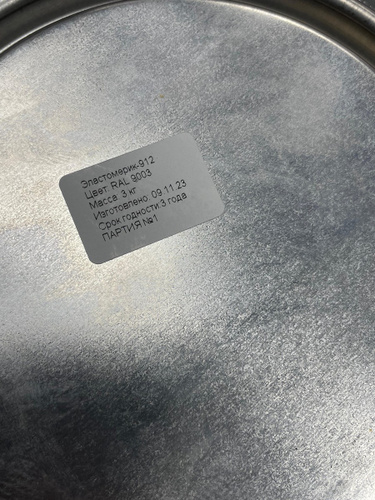 Эластомерик-912
Цвет: RAL 9003
Масса: 3 кг
Изготовлено: 09.11.23
Срок годности:3 года
ПАРТИЯ №1